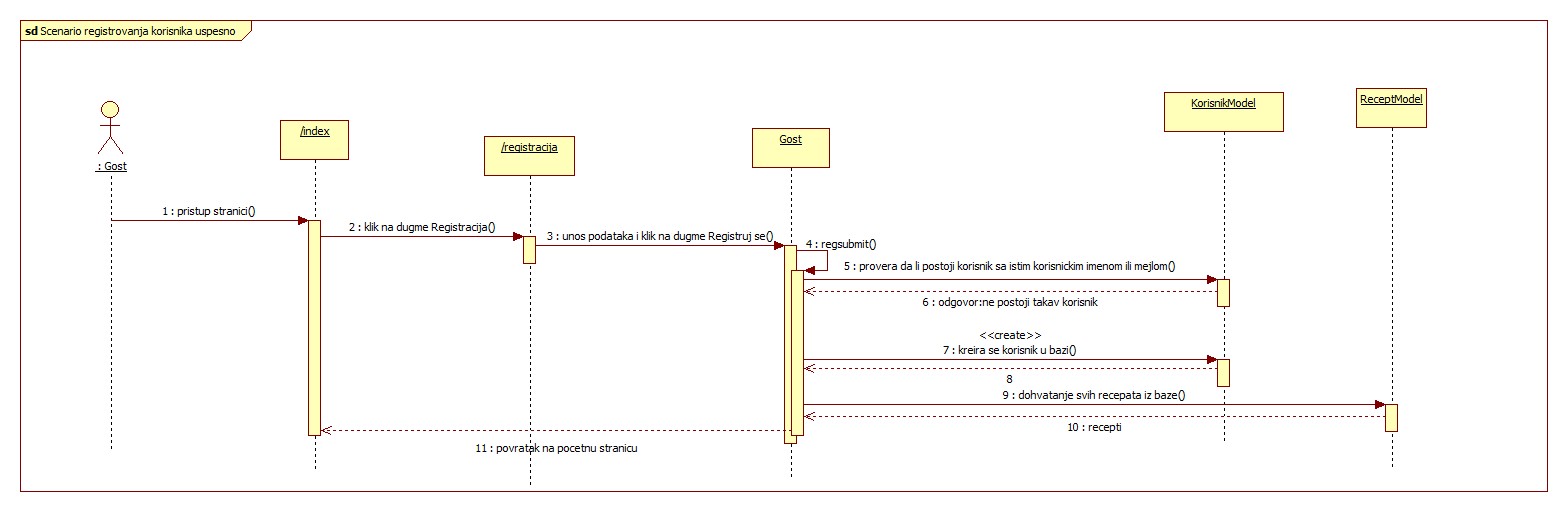 sd Scenario registrovanja korisnika uspesno
: Gost
/index
/registracija
Gost
KorisnikModel
ReceptModel
1 : pristup stranici()
2 : klik na dugme Registracija()
3 : unos podataka i klik na dugme Registruj se()
4 : regsubmit()
5 : provera da li postoji korisnik sa istim korisnickim imenom ili mejlom()
6 : odgovor:ne postoji takav korisnik
<<create>>
7 : kreira se korisnik u bazi()
8
9 : dohvatanje svih recepata iz baze()
10 : recepti
11 : povratak na pocetnu stranicu